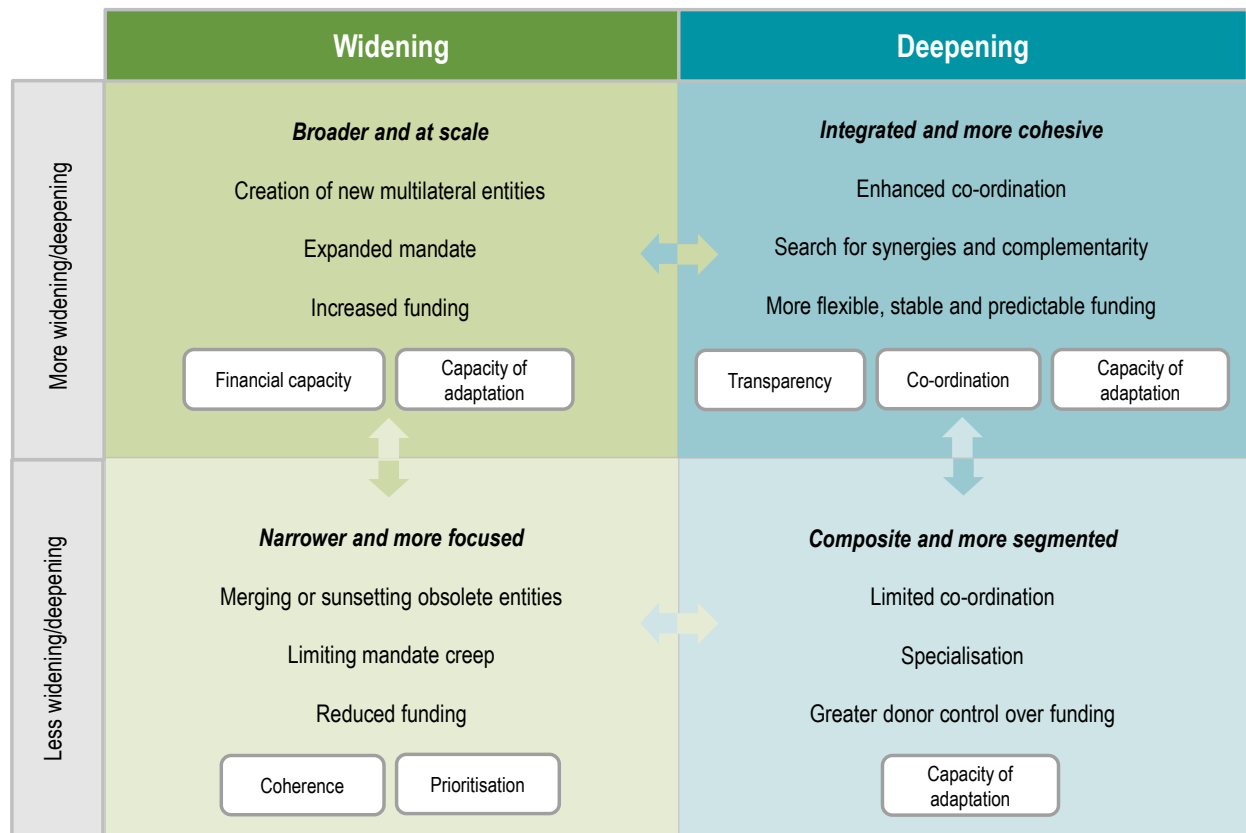 Widening
Deepening
More widening/deepening
Broader and at scale
Creation of new multilateral entities
Expanded mandate
Increased funding
Financial capacity
Capacity of
adaptation
Integrated and more cohesive
Enhanced co-ordination
Search for synergies and complementarity
More flexible, stable and predictable funding
Transparency
Co-ordination
Capacity of
adaptation
Less widening/deepening
Narrower and more focused
Merging or sunsetting obsolete entities
Limiting mandate creep
Reduced funding
Coherence
Prioritisation
Composite and more segmented
Limited co-ordination
Specialisation
Greater donor control over funding
Capacity of
adaptation